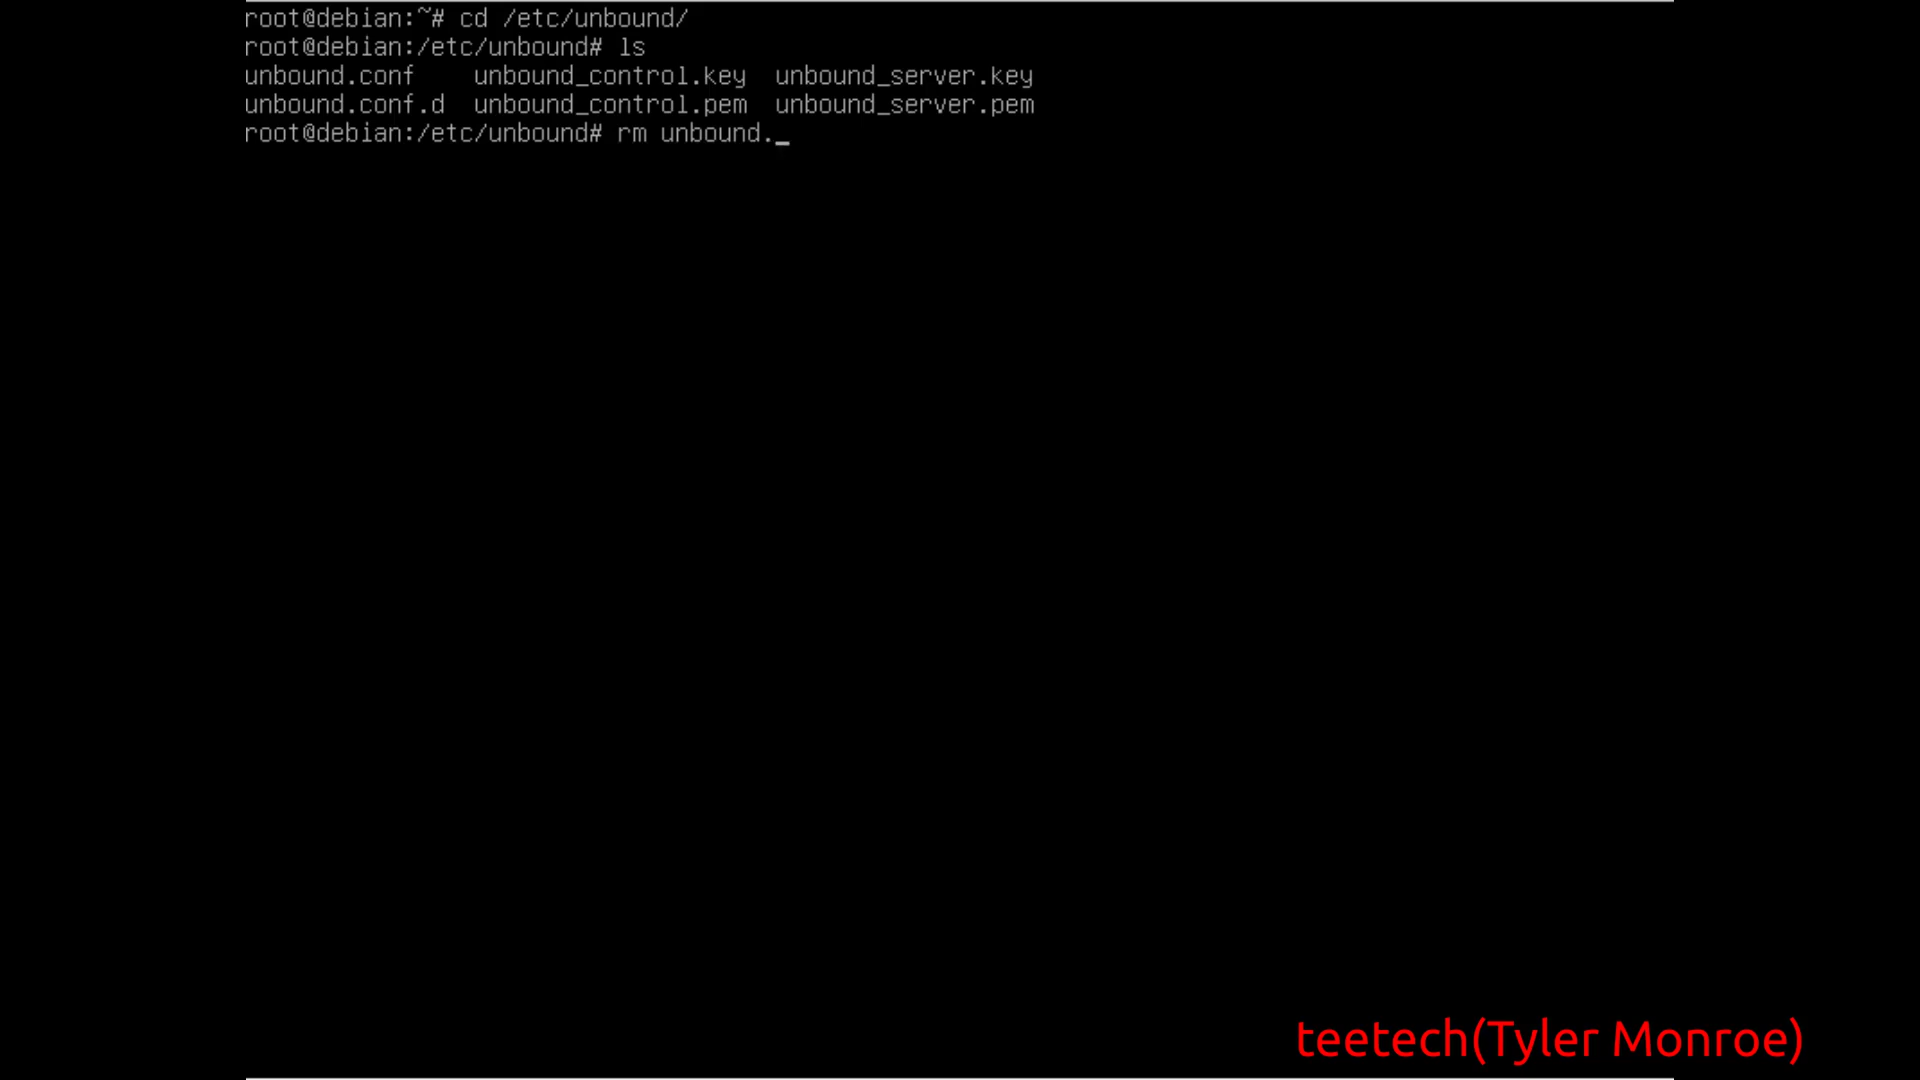 root@debian:~# cd /etc/unbound/
root@debian:/etc/unbound# ls
unbound.conf    unbound_control.key  unbound_server.key
unbound.conf.d  unbound_control.pem  unbound_server.pem
root@debian:/etc/unbound# rm unbound._
teetech(Tyler Monroe)